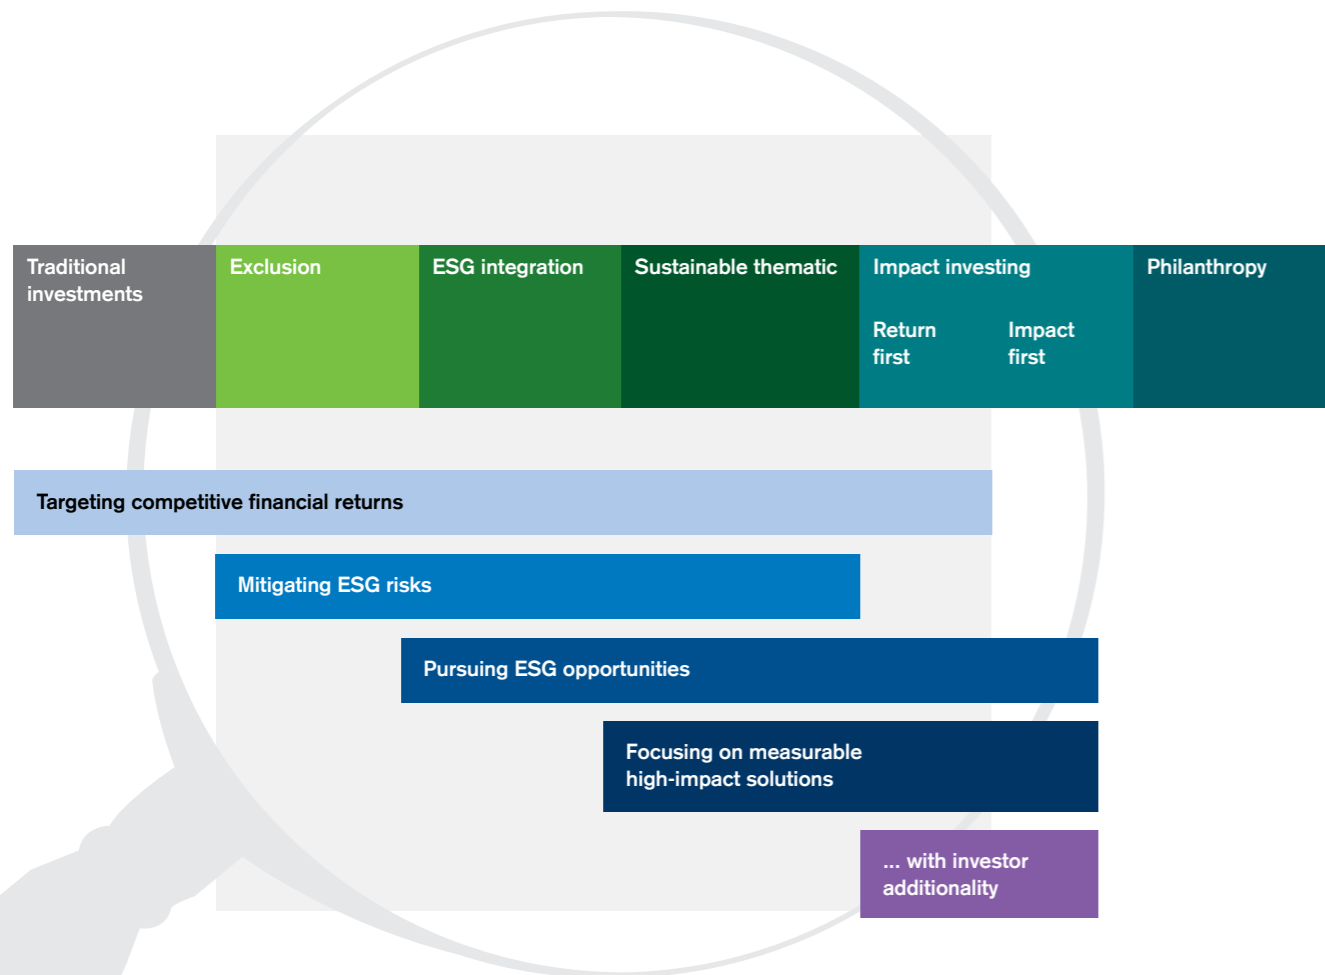 Traditional
investments
Exclusion
ESG integration
Sustainable thematic
Impact investing
Return
first
Impact
first
Philanthropy
Targeting competitive financial returns
Mitigating ESG risks
Pursuing ESG opportunities
Focusing on measurable
high-impact solutions
... with investor
additionality